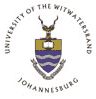 UNIVERSITY OF THE WITWATERSRAND
JOHANNESBURG